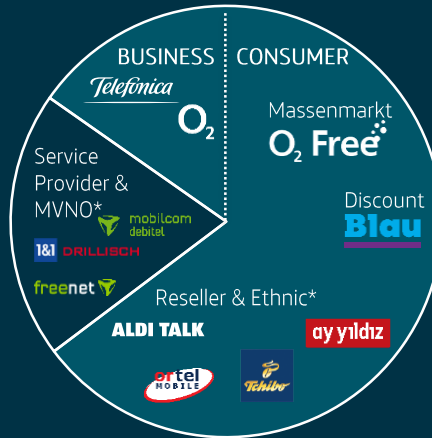 BUSINESS
Telefónica
O2
CONSUMER
Massenmarkt
O2 Free
Discount
Blau
Service
Provider &
MVNO*
mobilcom
debitel
1&1 DRILLISCH
freenet
Reseller & Ethnic*
ALDI TALK
ay yıldız
ortel
MOBILE
Tchibo